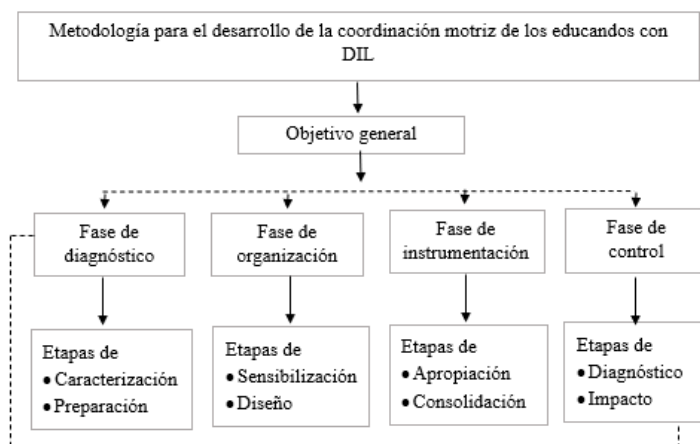 Metodología para el desarrollo de la coordinación motriz de los educandos con
DIL
Objetivo general
Fase de
diagnóstico
Fase de
organización
Fase de
instrumentación
Fase de
control
Etapas de
• Caracterización
• Preparación
Etapas de
• Sensibilización
• Diseño
Etapas de
• Apropiación
• Consolidación
Etapas de
• Diagnóstico
• Impacto